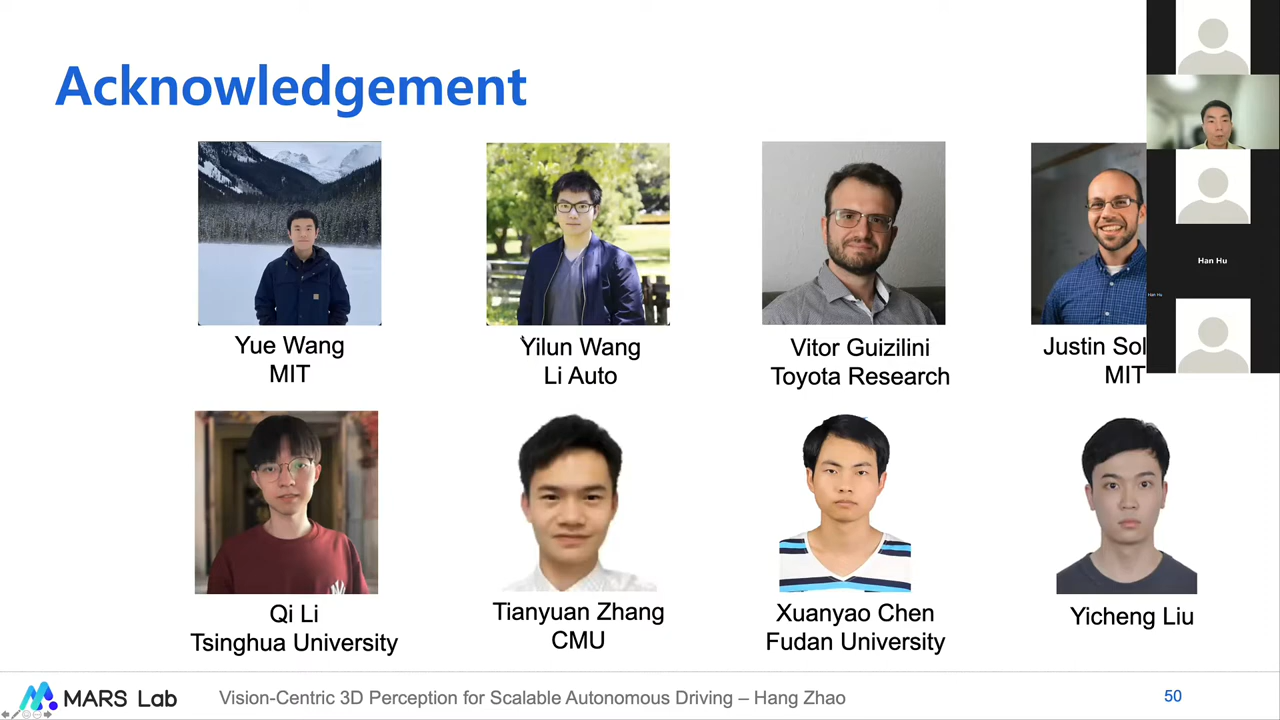 Acknowledgement
Yue Wang
MIT
Yilun Wang
Li Auto
Vitor Guizilini
Toyota Research
Justin Sol
MIT
Han Hu
Han Hu
Qi Li
Tsinghua University
Tianyuan Zhang
CMU
Xuanyao Chen
Fudan University
Yicheng Liu
MARS Lab
Vision-Centric 3D Perception for Scalable Autonomous Driving – Hang Zhao
50